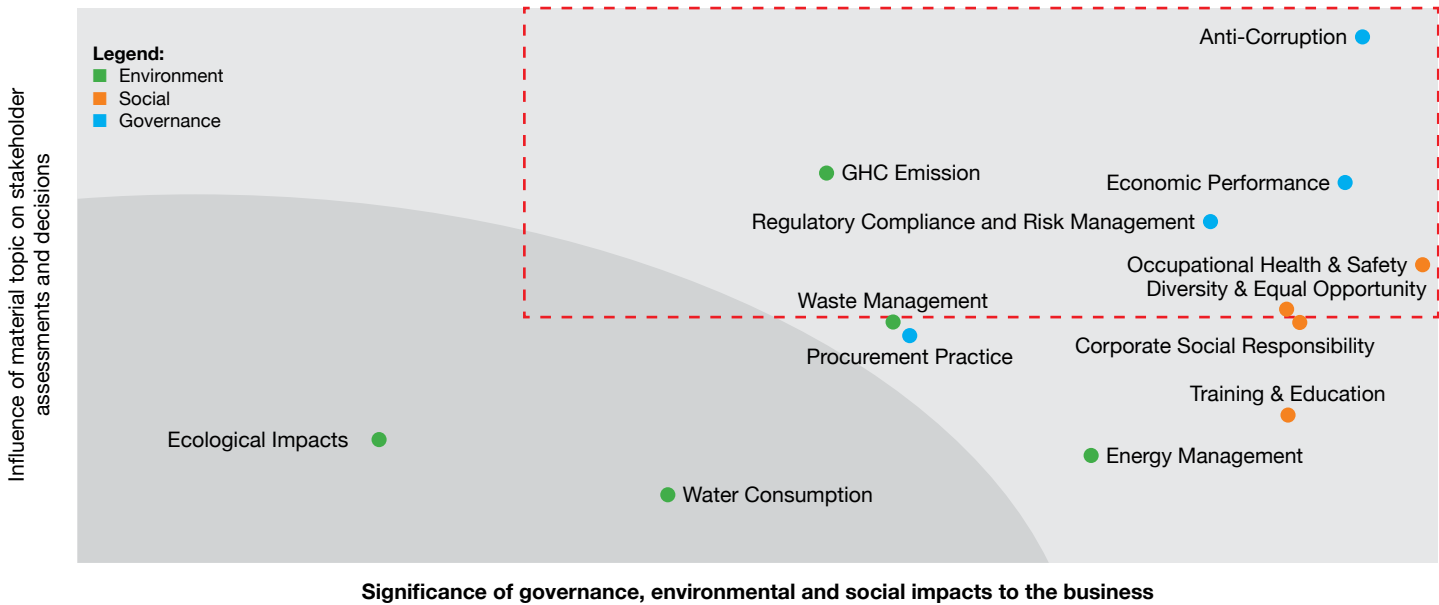 Influence of material topic on stakeholder
assessments and decisions
Legend:
Environment
Social
Governance
Anti-Corruption
GHC Emission
Economic Performance
Regulatory Compliance and Risk Management
Occupational Health & Safety
Diversity & Equal Opportunity
Waste Management
Procurement Practice
Corporate Social Responsibility
Training & Education
Ecological Impacts
Energy Management
Water Consumption
Significance of governance, environmental and social impacts to the business